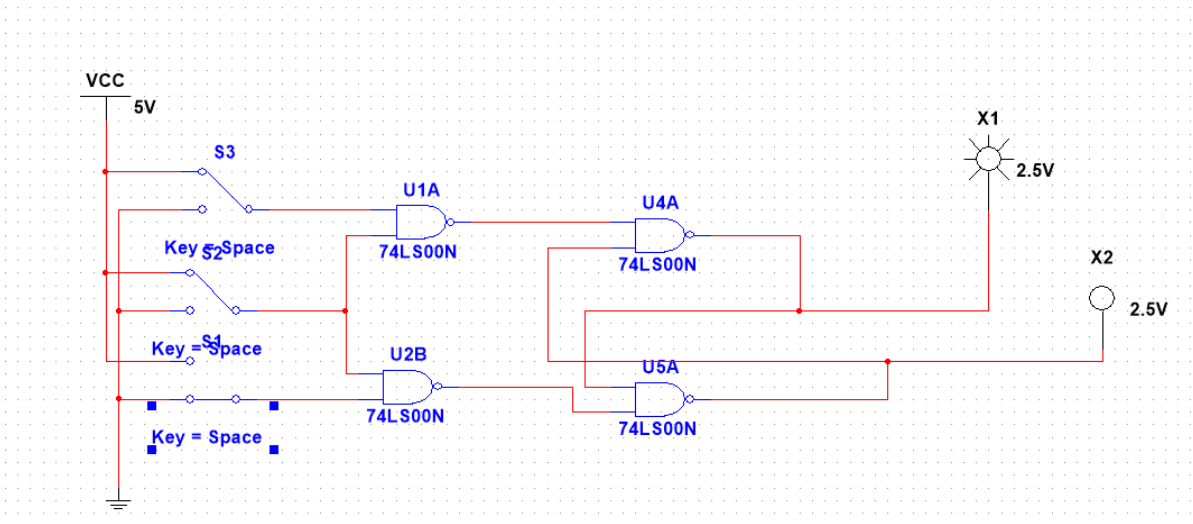 VCC
5V
S3
X1
2.5V
U1A
74LS00N
U4A
74LS00N
Key = Space
S2
X2
2.5V
S1
Key = Space
U2B
74LS00N
U5A
74LS00N
Key = Space